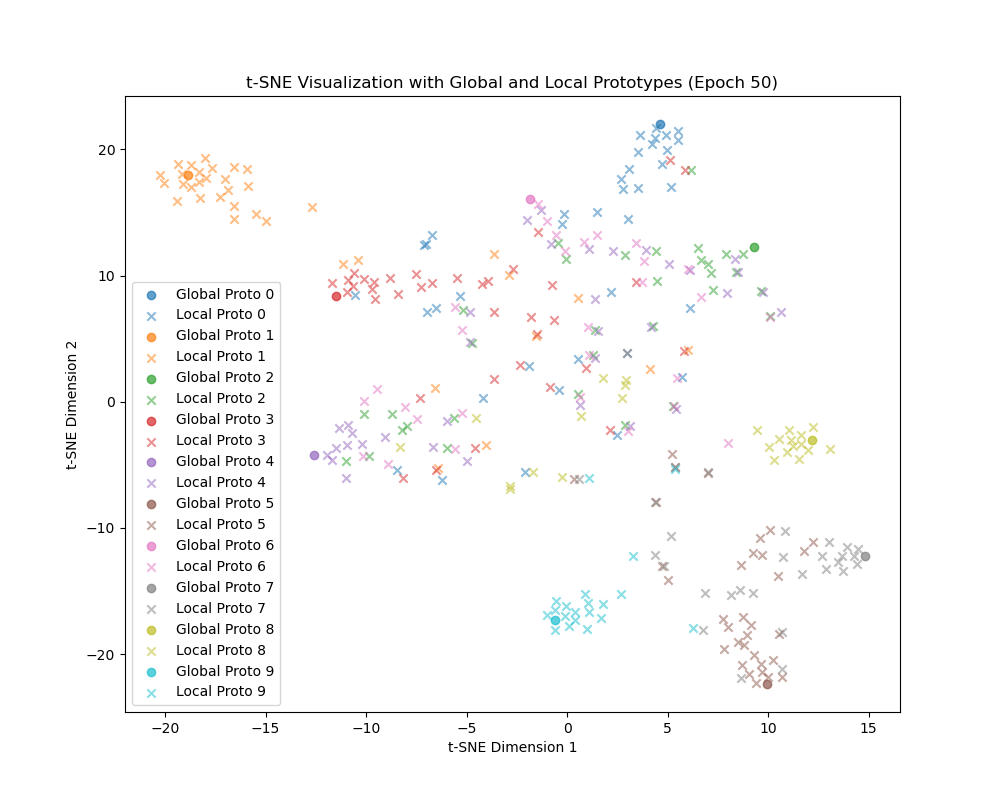 t-SNE Visualization with Global and Local Prototypes (Epoch 50)
t-SNE Dimension 2
20
10
0
−10
−20
Global Proto 0
Local Proto 0
Global Proto 1
Local Proto 1
Global Proto 2
Local Proto 2
Global Proto 3
Local Proto 3
Global Proto 4
Local Proto 4
Global Proto 5
Local Proto 5
Global Proto 6
Local Proto 6
Global Proto 7
Local Proto 7
Global Proto 8
Local Proto 8
Global Proto 9
Local Proto 9
−20 −15 −10 −5 0 5 10 15
t-SNE Dimension 1